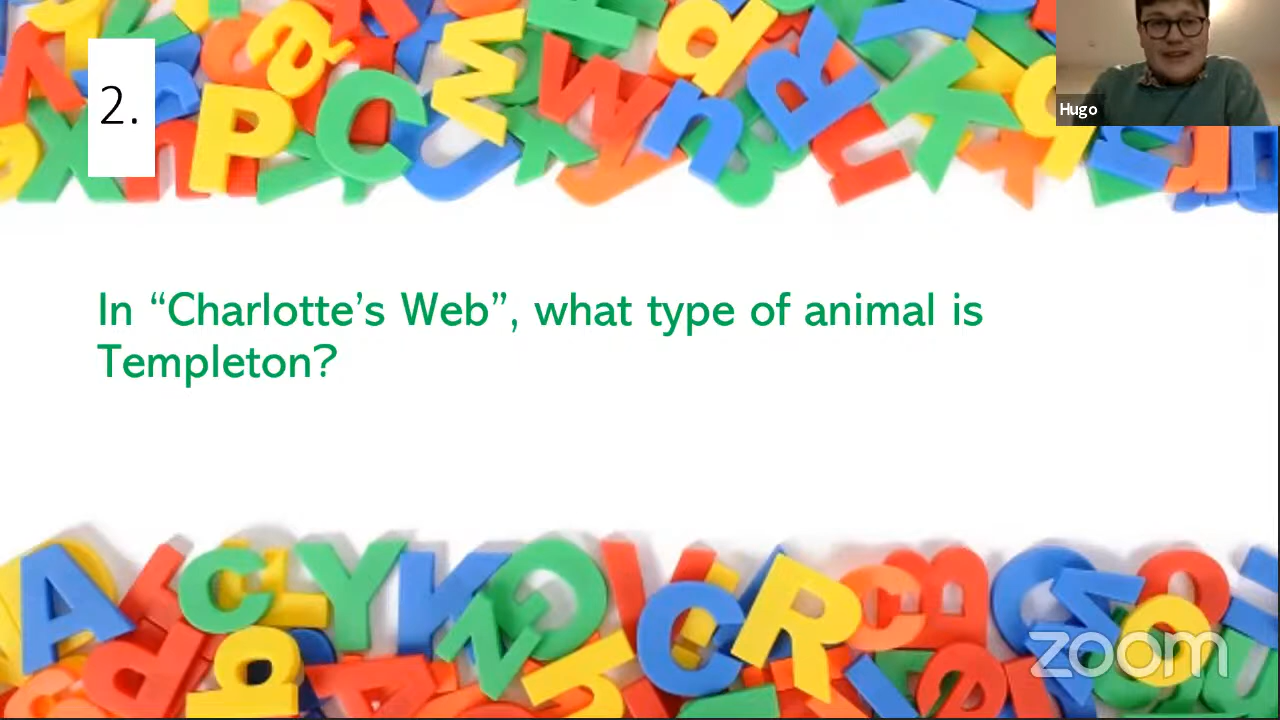 2.
Hugo
In “Charlotte’s Web”, what type of animal is
Templeton?
zoom